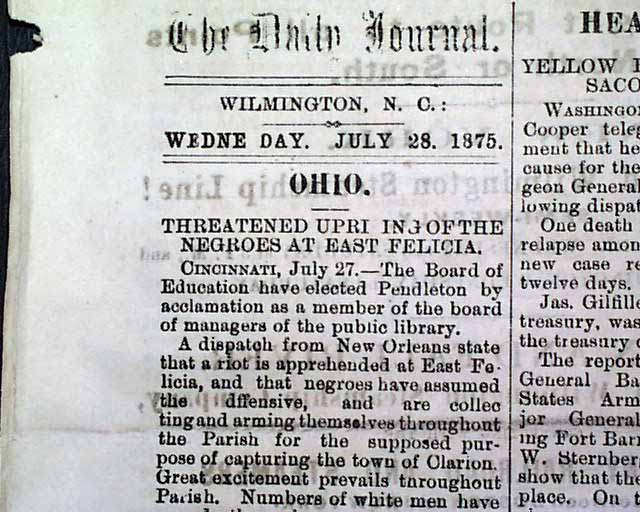 The Daily Journal.
WILMINGTON, N. C.:
WEDNE DAY. JULY 28. 1875.
OHIO.
THREATENED UPRI ING OF THE
NEGROES AT EAST FELICIA.
CINCINNATI, July 27.—The Board of
Education have elected Pendleton by
acclamation as a member of the board
of managers of the public library.
A dispatch from New Orleans state
that a riot is apprehended at East Fe-
licia, and that negroes have assumed
the dffensive, and are collec
ting and arming themselves throughout
the Parish for the supposed pur-
pose of capturing the town of Clarion.
Great excitement prevails tnroughout
Parish. Numbers of white men have
HEA
YELLOW
SACO
WASHINGTO
Cooper teleg
ment that he
cause for the
geon General
lowing dispat
One death
relapse amon
new case re
twelve days.
Jas. Gilfille
treasury, was
the treasury
The report
General Ba
States Arm
jor General
ing Fort Bar
W. Sternberg
show that the
place. On t